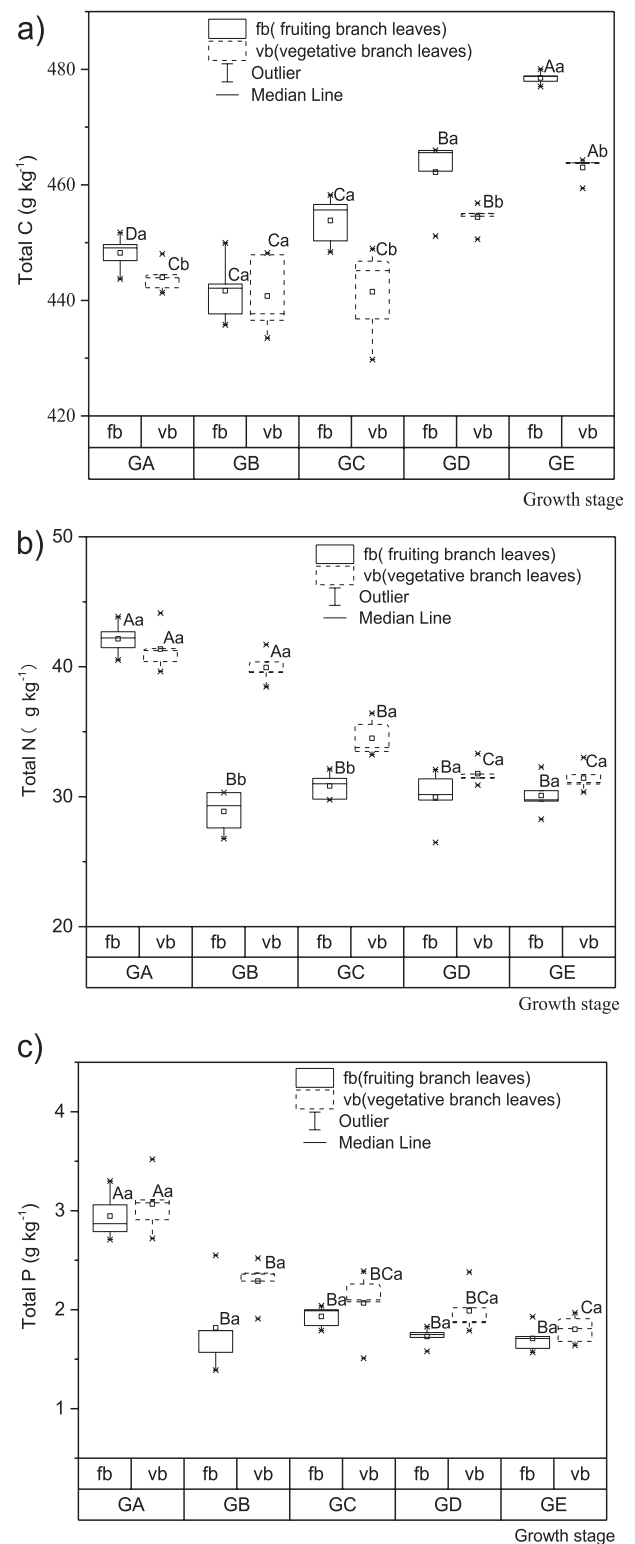 a)
fb( fruiting branch leaves)
vb(vegetative branch leaves)
Outlier
Median Line
Total C (g kg-1)
480
460
440
420
Da
Cb
Ca
Ca
Ca
Cb
Ba
Bb
Aa
Ab
fb vb fb vb fb vb fb vb fb vb
GA GB GC GD GE
Growth stage
b)
fb( fruiting branch leaves)
vb(vegetative branch leaves)
Outlier
Median Line
Total N( g kg-1)
50
40
30
20
Aa
Aa
Bb
Aa
Bb
Ba
Ba
Ca
Ba
Ca
fb vb fb vb fb vb fb vb fb vb
GA GB GC GD GE
Growth stage
c)
fb(fruiting branch leaves)
vb(vegetative branch leaves)
Outlier
Median Line
Total P (g kg-1)
4
3
2
1
Aa
Aa
Ba
Ba
Ba
BCa
Ba
BCa
Ba
Ca
fb vb fb vb fb vb fb vb fb vb
GA GB GC GD GE
Growth stage